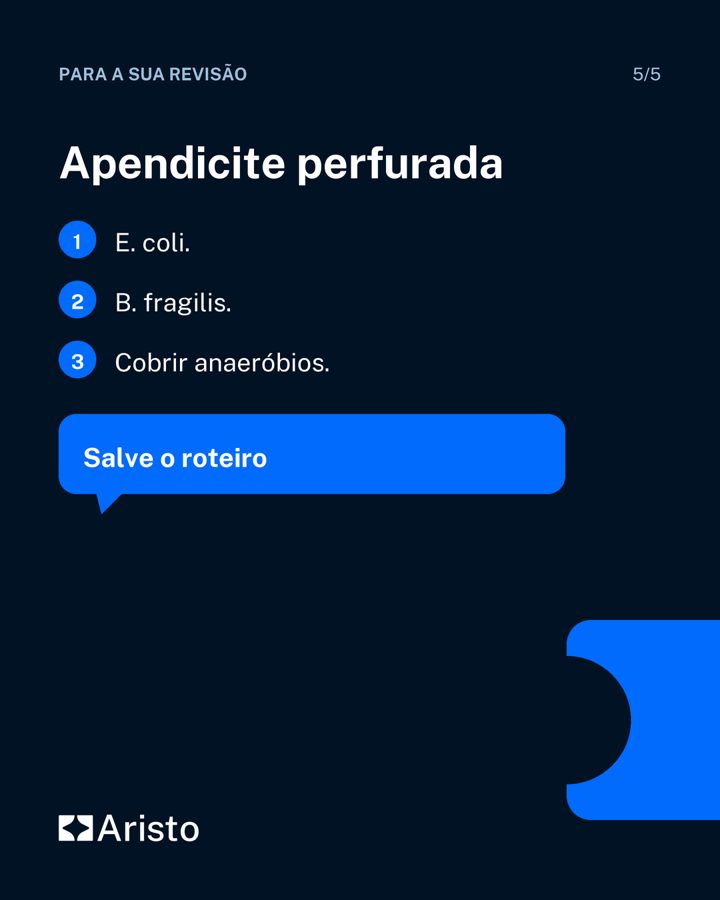 PARA A SUA REVISÃO
5/5
Apendicite perfurada
1 E. coli.
2 B. fragilis.
3 Cobrir anaeróbios.
Salve o roteiro
Aristo